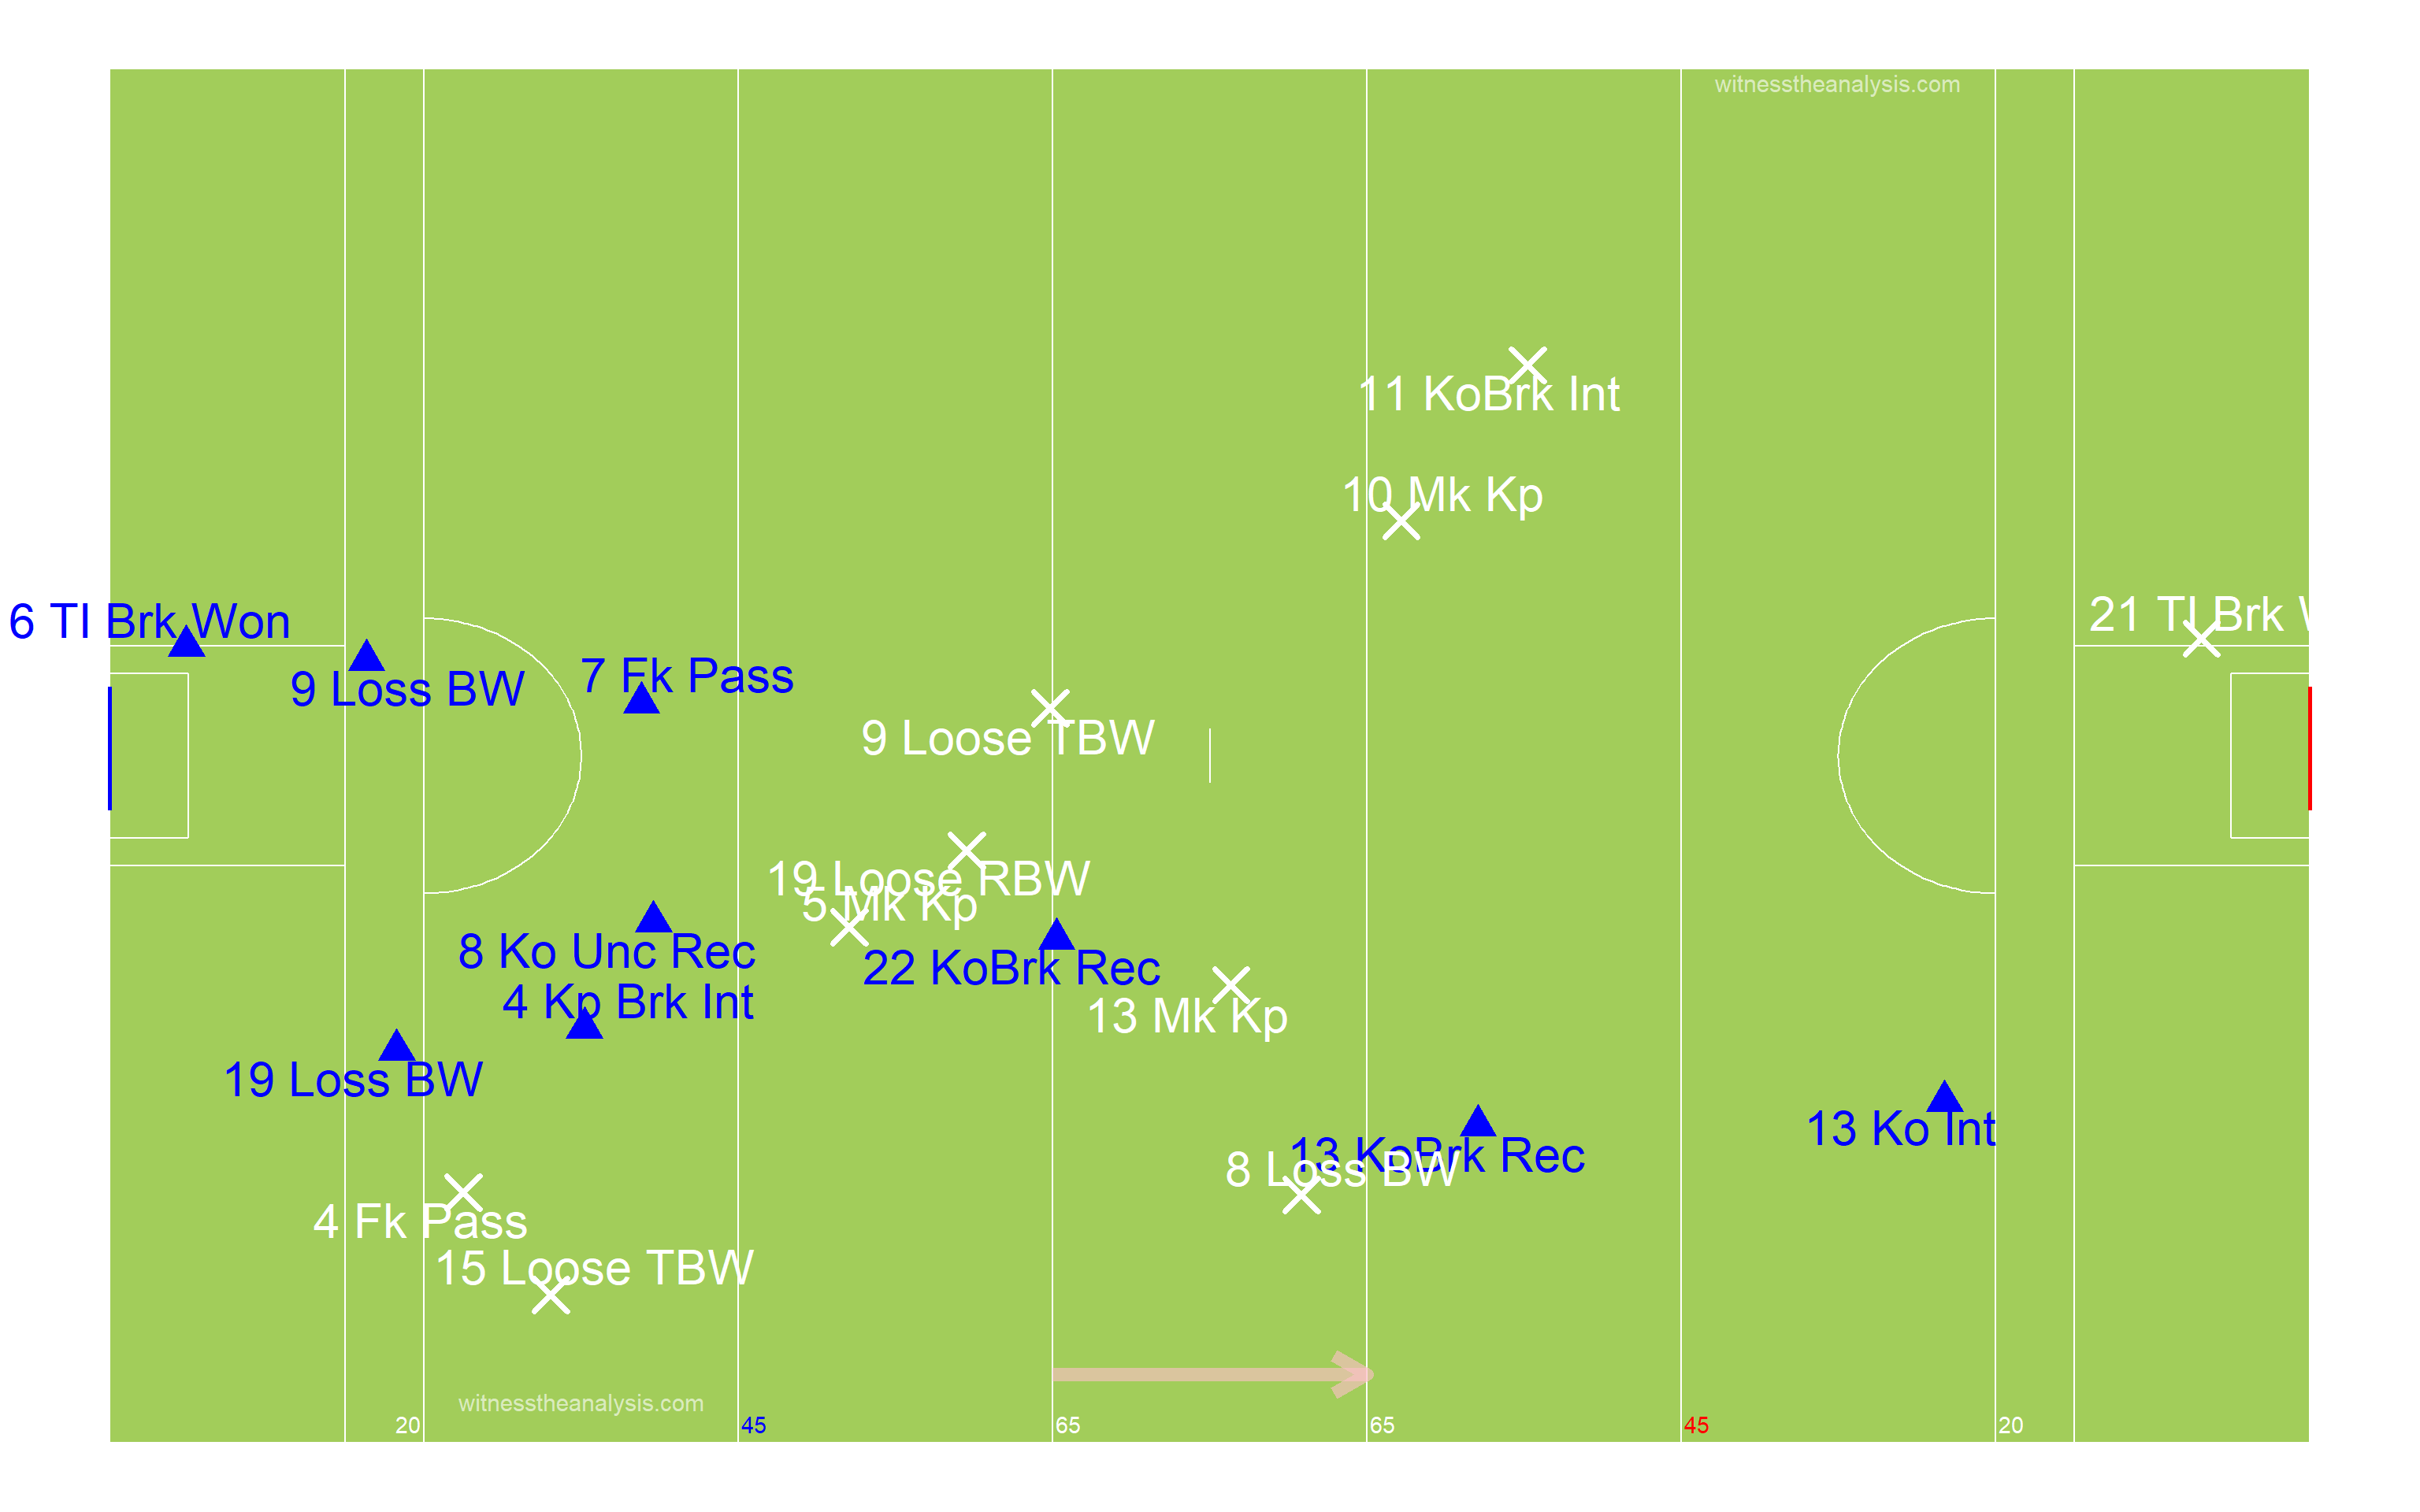 witnesstheanalysis.com
11 KoBrk Int
10 Mk Kp
6 TI Brk Won
21 TI Brk
9 Loss BW
7 Fk Pass
9 Loose TBW
19 Loose RBW
5 Mk Kp
8 Ko Unc Rec
22 KoBrk Rec
4 Kp Brk Int
13 Mk Kp
19 Loss BW
13 Ko Int
13 KoBrk Rec
8 Loss BW
4 Fk Pass
15 Loose TBW
witnesstheanalysis.com
20 45 65 65 45 20